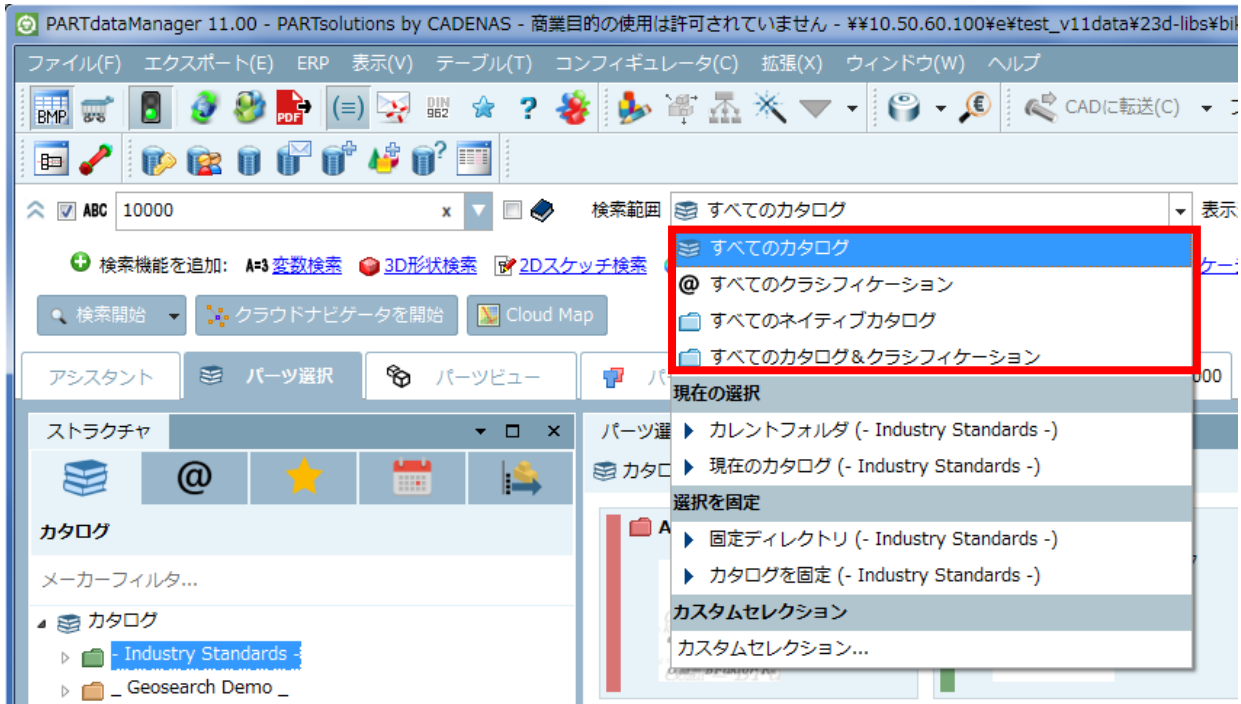 PARTdataManager 11.00 - PARTsolutions by CADENAS - 商業目的の使用は許可されていません - ¥¥10.50.60.100¥e¥test_v11data¥23d-libs¥bik
ファイル(F) エクスポート(E) ERP 表示(V) テーブル(T) コンフィギュレータ(C) 拡張(X) ウィンドウ(W) ヘルプ
BMP PDF (=) DIN 962 ? CADに転送(C)
ABC 10000 x 検索範囲 すべてのカタログ 表示
すべてのカタログ
検索機能を追加: A=3 変数検索 3D形状検索 2Dスケッチ検索
@ すべてのクラシフィケーション
すべてのネイティブカタログ
検索開始 クラウドナビゲータを開始 Cloud Map
すべてのカタログ&クラシフィケーション
アシスタント パーツ選択 パーツビュー
現在の選択
ストラクチャ パーツ選
カレントフォルダ (- Industry Standards -)
@ カタロ
現在のカタログ (- Industry Standards -)
選択を固定
カタログ
固定ディレクトリ (- Industry Standards -)
メーカーフィルタ...
カタログを固定 (- Industry Standards -)
カタログ
カスタムセレクション
- Industry Standards -
カスタムセレクション...
_ Geosearch Demo _